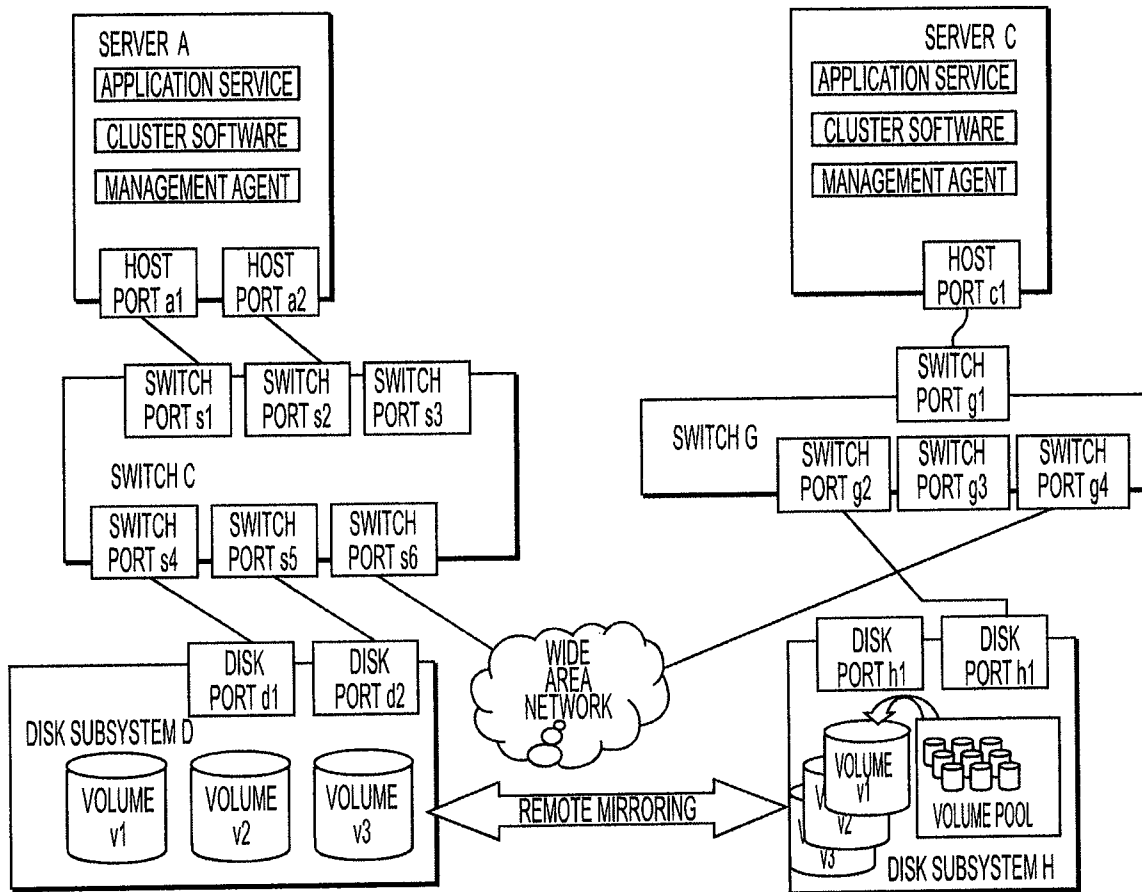 SERVER A
APPLICATION SERVICE
CLUSTER SOFTWARE
MANAGEMENT AGENT
HOST
PORT a1
HOST
PORT a2
SERVER C
APPLICATION SERVICE
CLUSTER SOFTWARE
MANAGEMENT AGENT
HOST
PORT c1
SWITCH
PORT s1
SWITCH
PORT s2
SWITCH
PORT s3
SWITCH C
SWITCH
PORT s4
SWITCH
PORT s5
SWITCH
PORT s6
SWITCH
PORT g1
SWITCH G
SWITCH
PORT g2
SWITCH
PORT g3
SWITCH
PORT g4
WIDE
AREA
NETWORK
DISK
PORT d1
DISK
PORT d2
DISK SUBSYSTEM D
VOLUME
v1
VOLUME
v2
VOLUME
v3
REMOTE MIRRORING
DISK
PORT h1
DISK
PORT h1
VOLUME
v1
V
v2
V
v3
VOLUME POOL
DISK SUBSYSTEM H